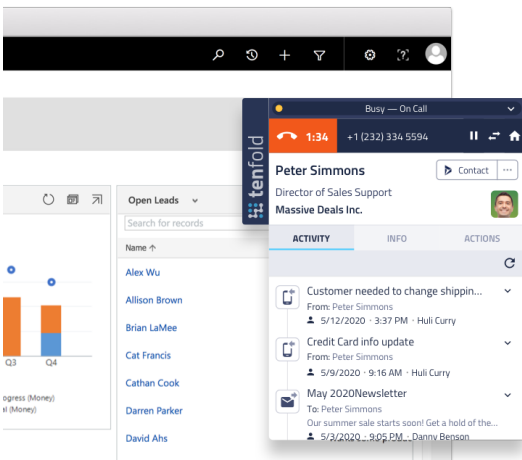 Busy — On Call
1:34
+1 (232) 334 5594
tenfold
Peter Simmons
Contact
Director of Sales Support
Massive Deals Inc.
ACTIVITY
INFO
ACTIONS
Open Leads
Search for records
Name
Alex Wu
Allison Brown
Brian LaMee
Cat Francis
Cathan Cook
Darren Parker
David Ahs
Q3
Q4
ogress (Money)
al (Money)
Customer needed to change shippin...
From: Peter Simmons
5/12/2020 · 3:37 PM · Huli Curry
Credit Card info update
From: Peter Simmons
5/9/2020 · 9:16 AM · Huli Curry
May 2020Newsletter
To: Peter Simmons
Our summer sale starts soon! Get a hold of the...
5/3/2020 · 9:05 PM · Danny Benson